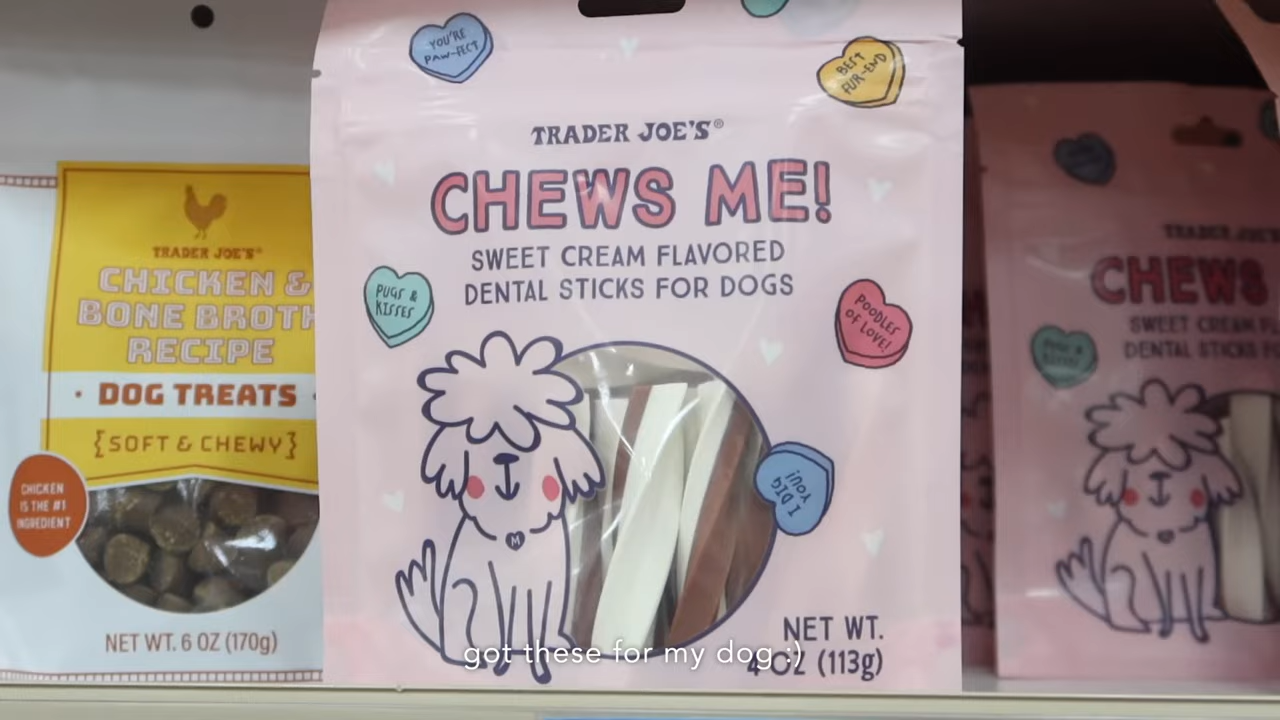 TRADER JOE'S®
CHICKEN &
BONE BROTH
RECIPE
· DOG TREATS ·
{SOFT & CHEWY}
CHICKEN
IS THE #1
INGREDIENT
NET WT. 6 OZ (170g)
YOU'RE
PAW-FECT
BEST
FUR-END
TRADER JOE'S®
CHEWS ME!
SWEET CREAM FLAVORED
DENTAL STICKS FOR DOGS
PUGS &
KISSES
POODLES
OF LOVE!
I DIG
YOU!
M
NET WT.
4 OZ (113g)
got these for my dog :)
TRADER JOE'S
CHEWS
SWEET CREAM
DENTAL STICKS
PUGS &
KISSES